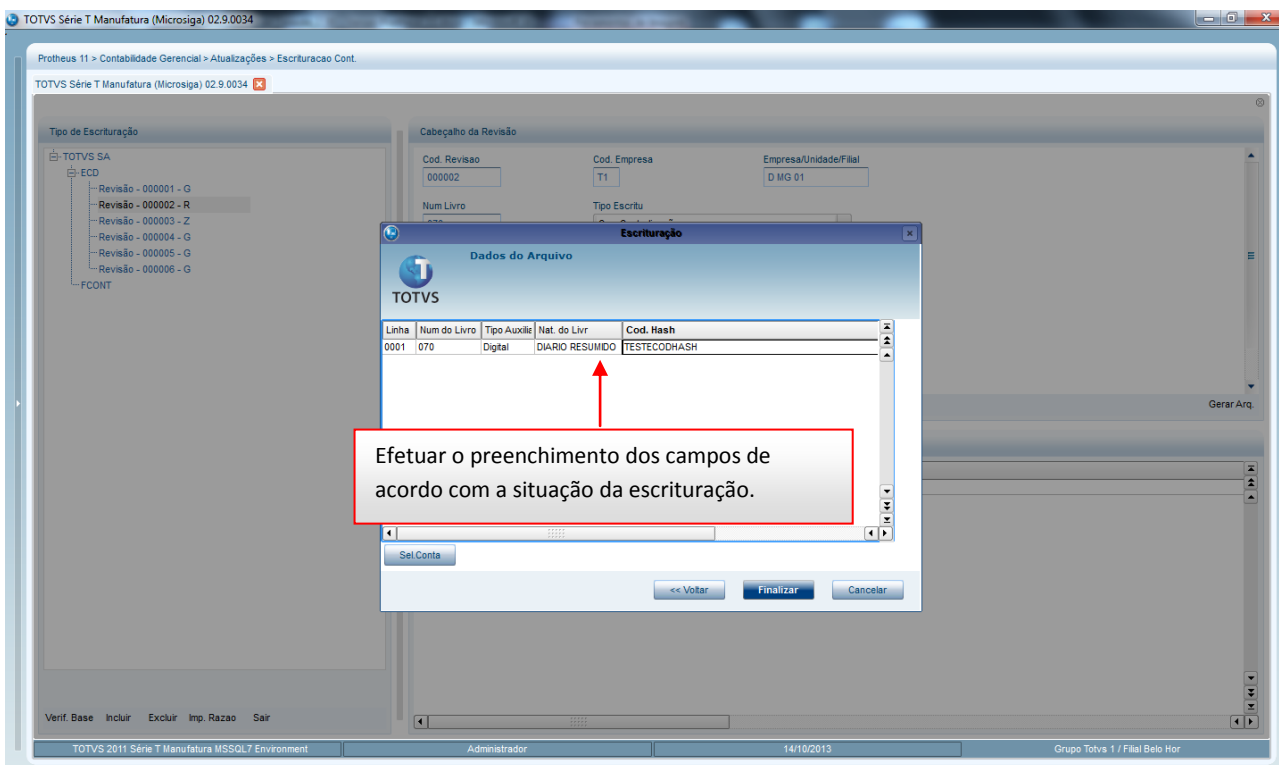 TOTVS Série T Manufatura (Microsiga) 02.9.0034
Protheus 11 > Contabilidade Gerencial > Atualizações > Escrituracao Cont.
TOTVS Série T Manufatura (Microsiga) 02.9.0034
Tipo de Escrituração
TOTVS SA
ECD
Revisão - 000001 - G
Revisão - 000002 - R
Revisão - 000003 - Z
Revisão - 000004 - G
Revisão - 000005 - G
Revisão - 000006 - G
FCONT
Verif. Base Incluir Excluir Imp. Razao Sair
Cabeçalho da Revisão
Cod. Revisao Cod. Empresa Empresa/Unidade/Filial
000002 T1 D MG 01
Num Livro Tipo Escritu
Gerar Arq.
Escrituração
Dados do Arquivo
TOTVS
Linha Num do Livro Tipo Auxilia Nat. do Livr Cod. Hash
0001 070 Digital DIARIO RESUMIDO TESTECODHASH
Efetuar o preenchimento dos campos de
acordo com a situação da escrituração.
Sel.Conta
<< Voltar Finalizar Cancelar
TOTVS 2011 Série T Manufatura MSSQL7 Environment Administrador 14/10/2013 Grupo Totvs 1 / Filial Belo Hor